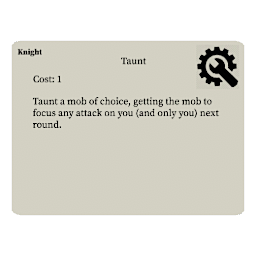 Knight
Taunt
Cost: 1
Taunt a mob of choice, getting the mob to
focus any attack on you (and only you) next
round.